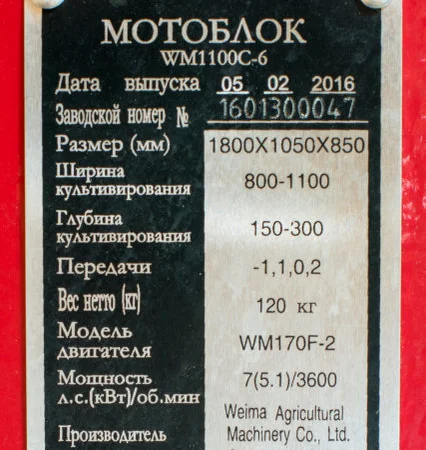 МОТОБЛОК
WM1100C-6
Дата выпуска 05 02 2016
Заводской номер № 1601300047
Размер (мм) 1800X1050X850
Ширина
культивирования 800-1100
Глубина
культивирования 150-300
Передачи -1,1,0,2
Вес нетто (кг) 120 кг
Модель
двигателя WM170F-2
Мощность
л.с.(кВт)/об.мин 7(5.1)/3600
Производитель Weima Agricultural
Machinery Co., Ltd.